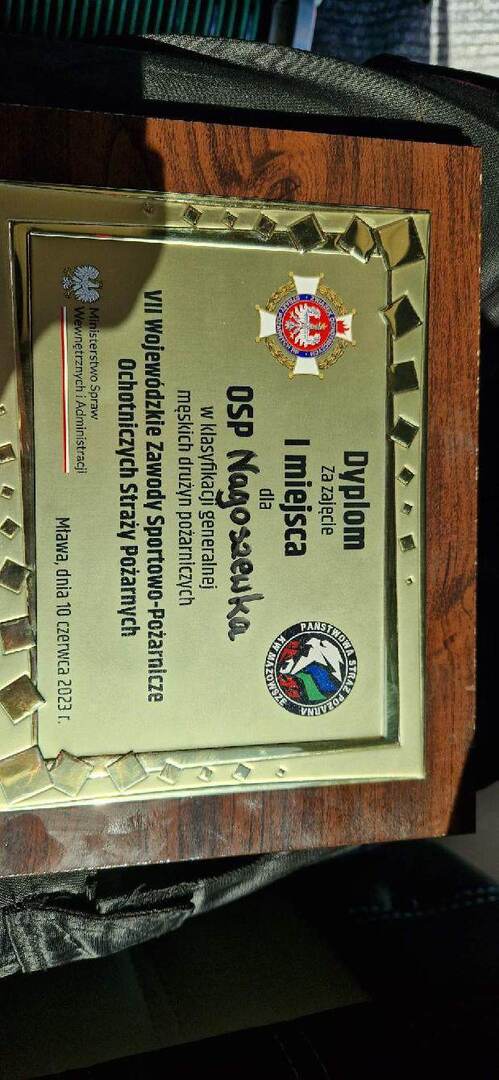 Dyplom
Za zajęcie
I miejsca
dla
OSP Nagoszewka
w klasyfikacji generalnej
męskich drużyn pożarniczych
VII Wojewódzkie Zawody Sportowo-Pożarnicze
Ochotniczych Straży Pożarnych
Ministerstwo Spraw
Wewnętrznych i Administracji
Mława, dnia 10 czerwca 2023 r.
PAŃSTWOWA STRAŻ POŻARNA
KW MAZOWSZE